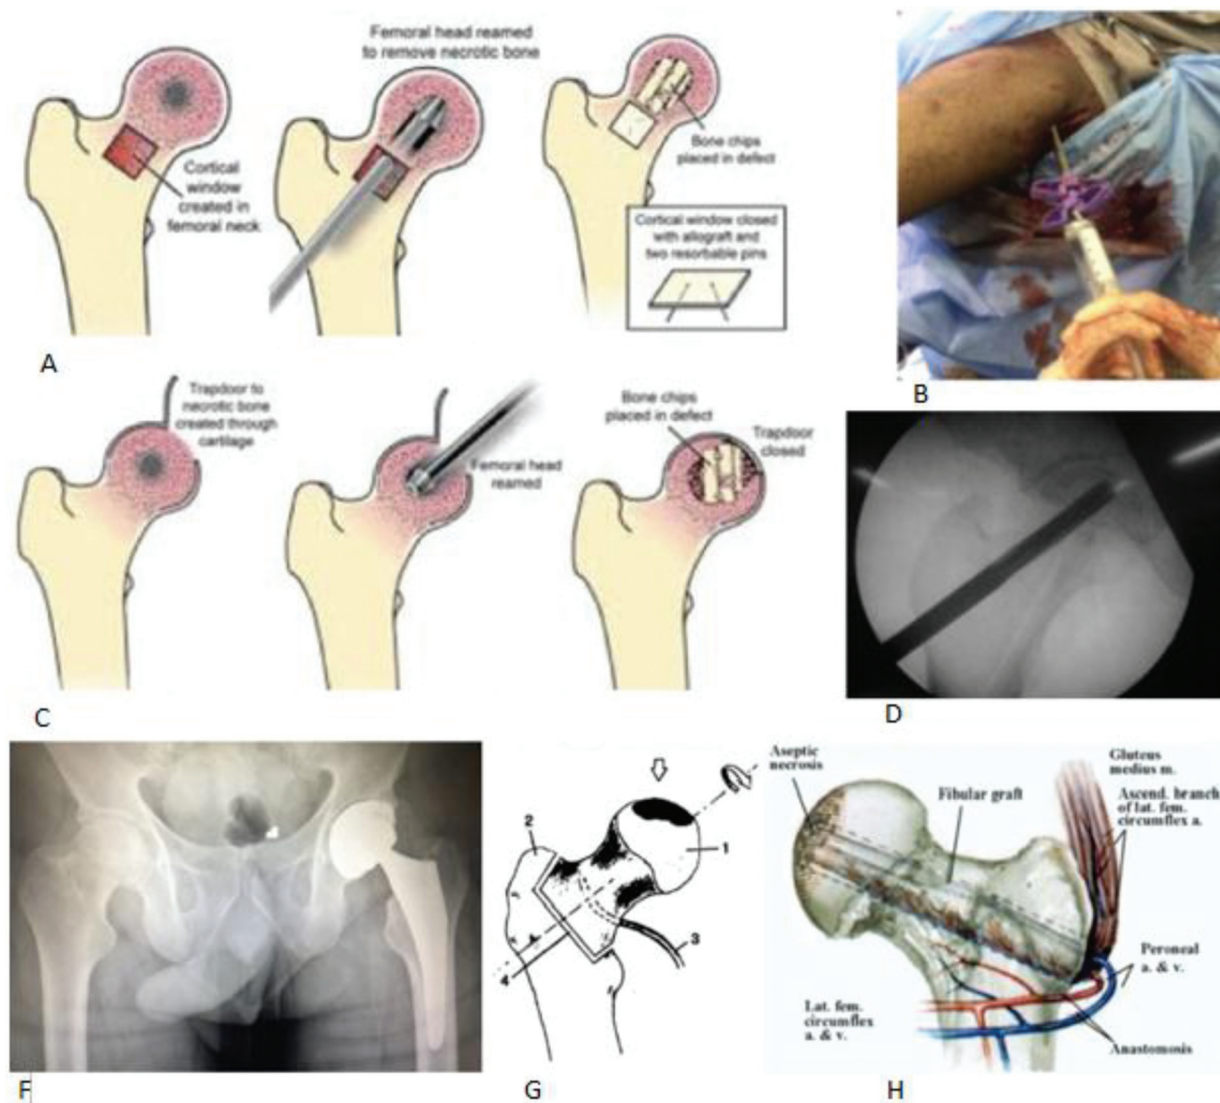 Femoral head reamed
to remove necrotic bone
Cortical
window
created in
femoral neck
Bone chips
placed in defect
Cortical window closed
with allograft and
two resorbable pins
A
B
Trapdoor to
necrotic bone
created through
cartilage
Femoral head
reamed
Bone chips
placed in defect
Trapdoor
closed
C
D
F
2
1
3
4
G
Aseptic
necrosis
Fibular graft
Gluteus
medius m.
Ascend. branch
of lat. fem.
circumflex a.
Peroneal
a. & v.
Lat. fem.
circumflex
a. & v.
Anastomosis
H